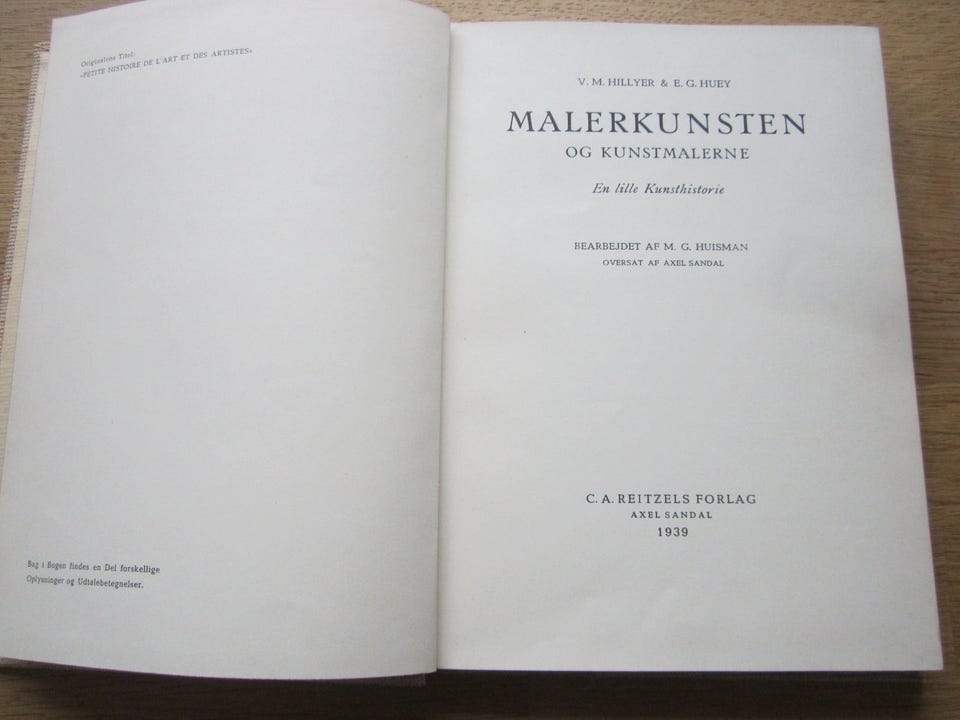 Originalens Titel:
»PETITE HISTOIRE DE L'ART ET DES ARTISTES«
Bag i Bogen findes en Del forskellige
Oplysninger og Udtalebetegnelser.
V. M. HILLYER & E. G. HUEY
MALERKUNSTEN
OG KUNSTMALERNE
En lille Kunsthistorie
BEARBEJDET AF M. G. HUISMAN
OVERSAT AF AXEL SANDAL
C. A. REITZELS FORLAG
AXEL SANDAL
1939